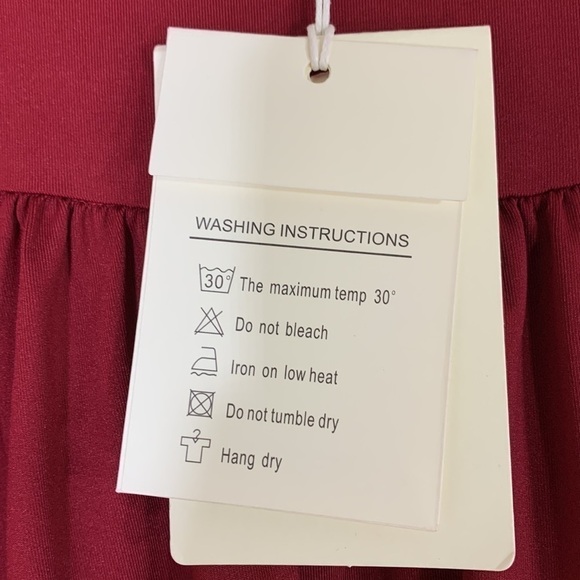 WASHING INSTRUCTIONS
30° The maximum temp 30°
Do not bleach
Iron on low heat
Do not tumble dry
Hang dry